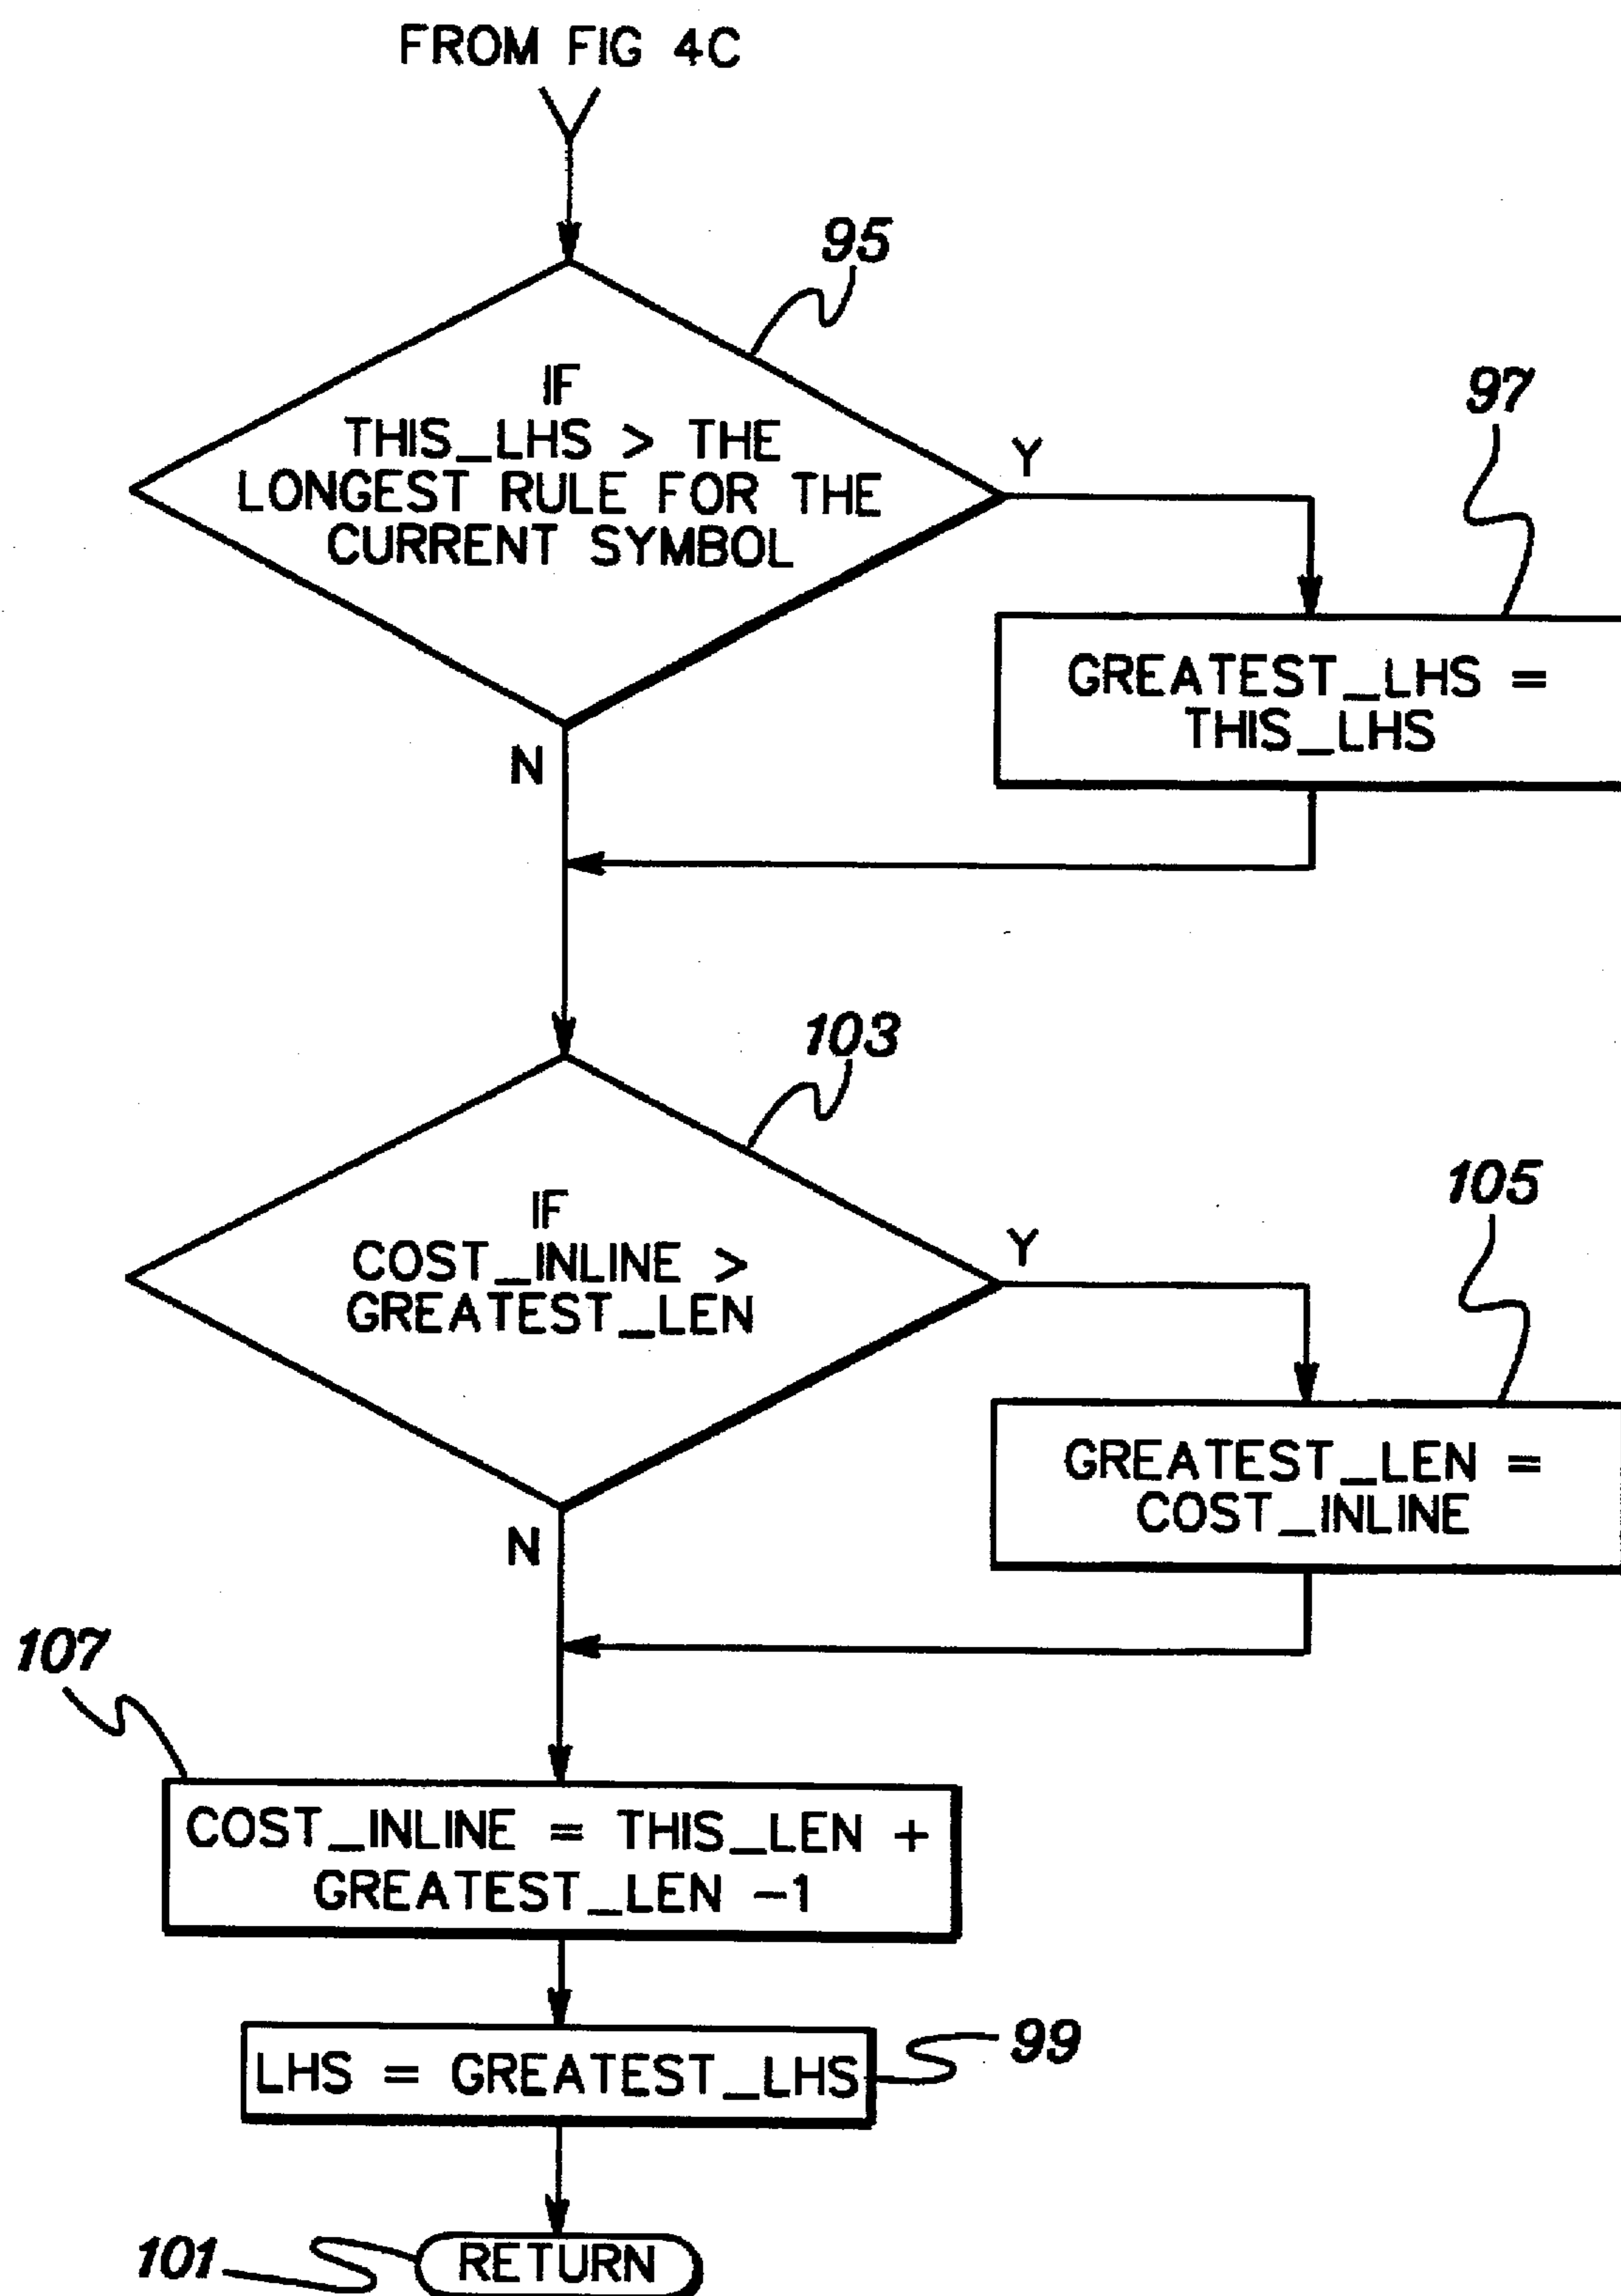 FROM FIG 4C
95
IF
THIS_LHS > THE
LONGEST RULE FOR THE
CURRENT SYMBOL
Y
97
GREATEST_LHS =
THIS_LHS
N
103
IF
COST_INLINE >
GREATEST_LEN
Y
105
GREATEST_LEN =
COST_INLINE
N
107
COST_INLINE = THIS_LEN +
GREATEST_LEN -1
LHS = GREATEST_LHS
99
101
RETURN